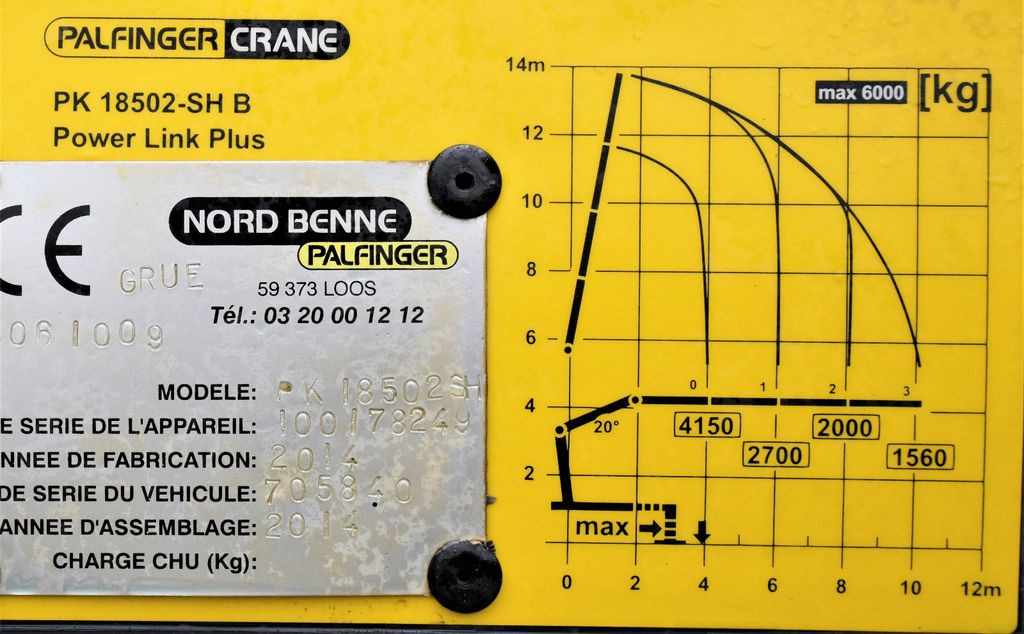 PALFINGER CRANE
PK 18502-SH B
Power Link Plus
CE
NORD BENNE
PALFINGER
GRUE
59 373 LOOS
Tél.: 03 20 00 12 12
061009
MODELE: PK 18502SH
E SERIE DE L'APPAREIL: 100178249
NNEE DE FABRICATION: 2014
DE SERIE DU VEHICULE: 705840
ANNEE D'ASSEMBLAGE: 2014
CHARGE CHU (Kg):
14m
max 6000 [kg]
12
10
8
6
4
2
0 1 2 3
20°
4150
2000
2700
1560
max
0 2 4 6 8 10 12m